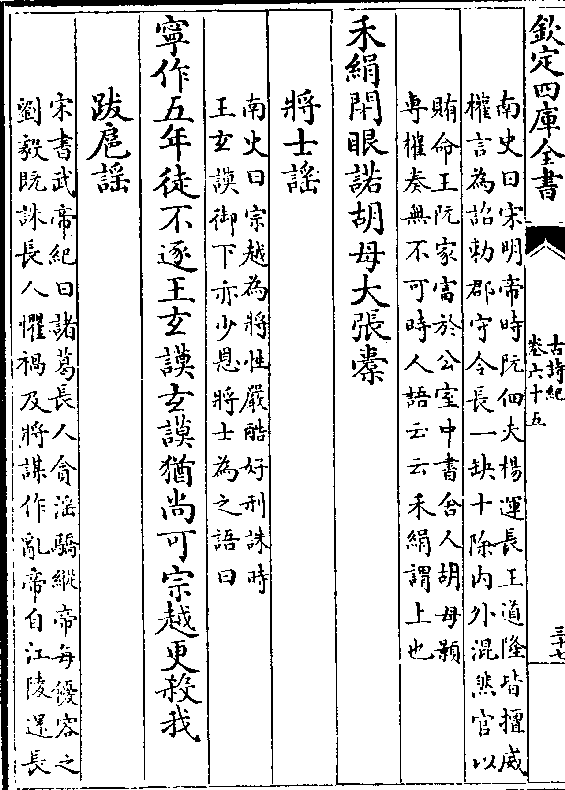 欽定四庫全書
古詩紀
卷六十五
三十七
南史曰宋明帝時阮佃夫楊運長王道隆皆擅威
權言為詔勅郡守令長一缺十除内外混然官以
賄命王阮家富於公室中書舍人胡母顥
專權奏無不可時人語云云禾絹謂上也
禾絹閉眼諾胡母大張橐
將士謡
南史曰宗越為將性嚴酷好刑誅時
王玄謨御下亦少恩將士為之語曰
寧作五年徒不逐王玄謨玄謨猶尚可宗越更殺我
跋扈謡
宋書武帝紀曰諸葛長人貪淫驕縱帝每優容之
劉毅既誅長人懼禍及將謀作亂帝自江陵還長